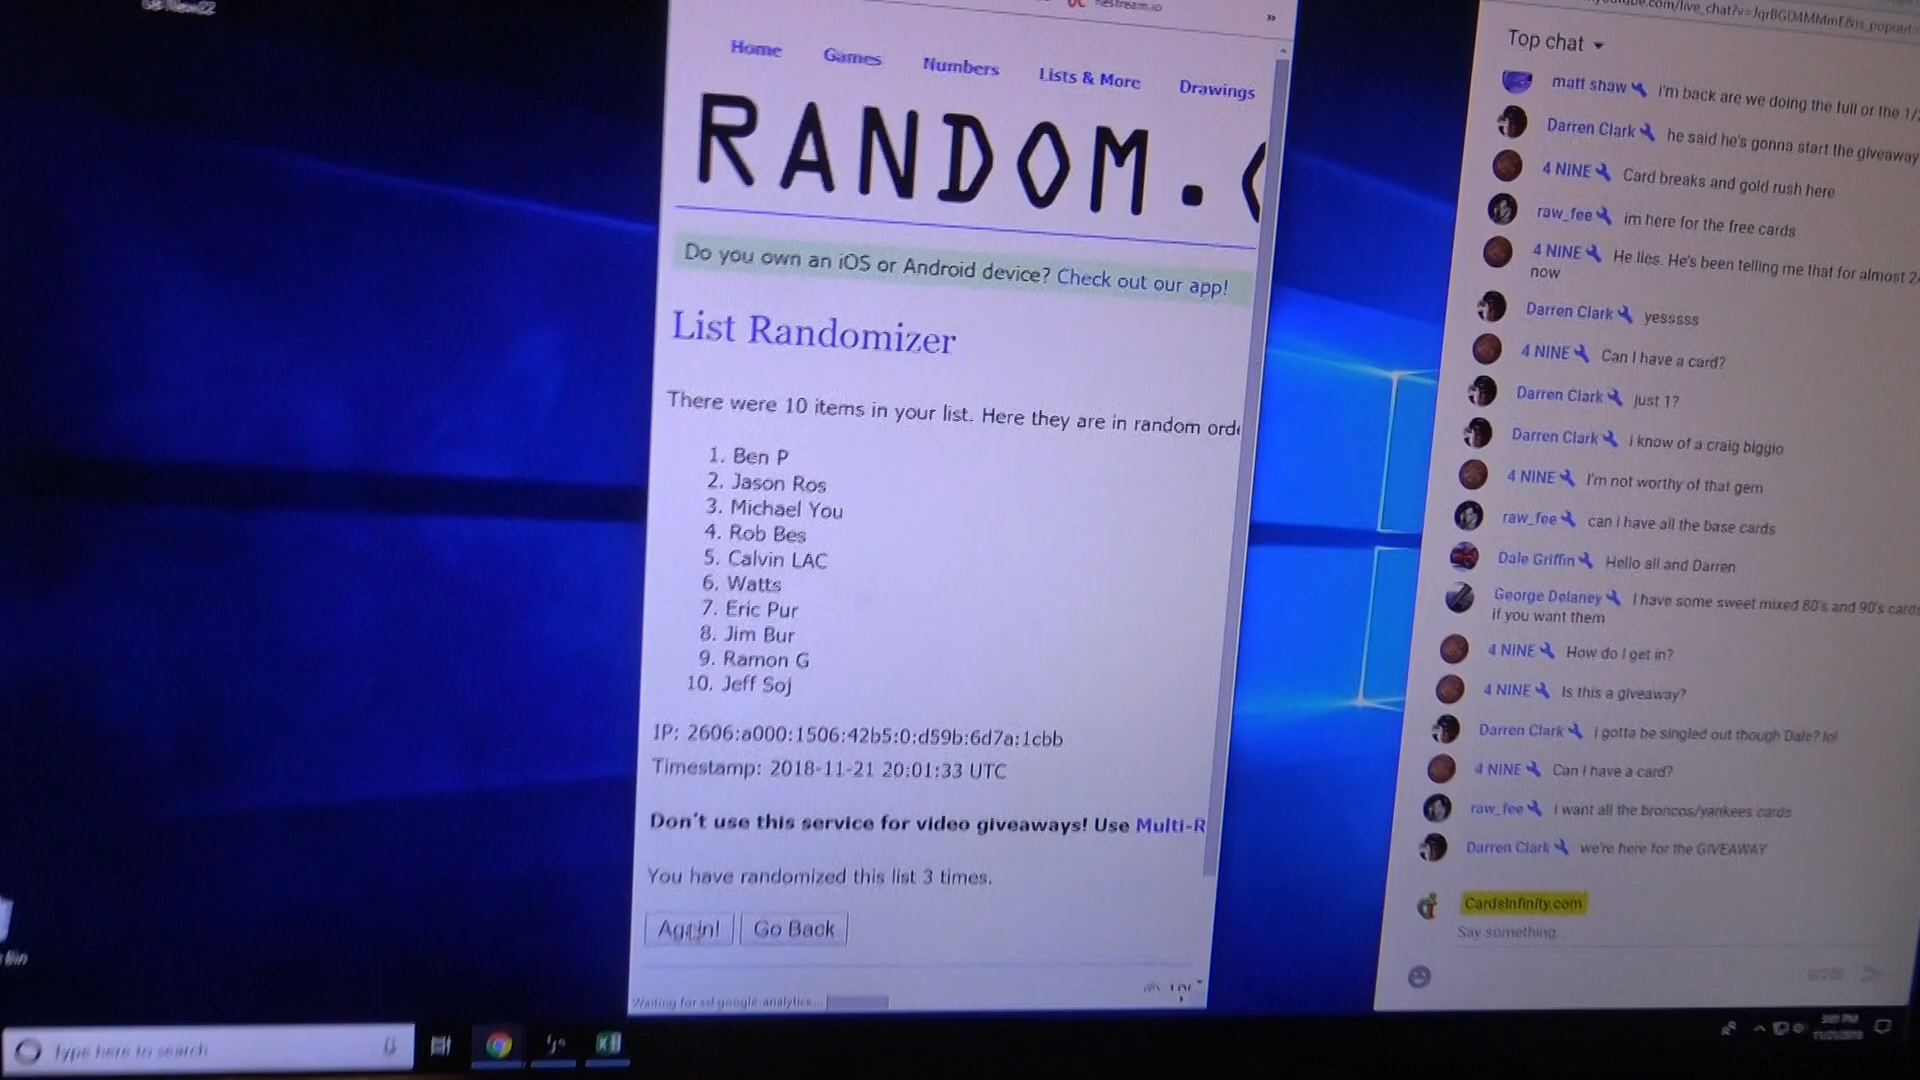 Home Games Numbers Lists & More Drawings
RANDOM.
Do you own an iOS or Android device? Check out our app!
List Randomizer
There were 10 items in your list. Here they are in random
1. Ben P
2. Jason Ros
3. Michael You
4. Rob Bes
5. Calvin LAC
6. Watts
7. Eric Pur
8. Jim Bur
9. Ramon G
10. Jeff Soj
IP: 2606:a000:1506:42b5:0:d59b:6d7a:1cbb
Timestamp: 2018-11-21 20:01:33 UTC
Don't use this service for video giveaways! Use Multi-R
You have randomized this list 3 times.
Again! Go Back
Waiting for ssl.google-analytics...
Type here to search
Top chat
matt shaw i'm back are we doing the full or the 1/
Darren Clark he said he's gonna start the giveaway
4 NINE Card breaks and gold rush here
raw_fee im here for the free cards
4 NINE He lies. He's been telling me that for almost 2
now
Darren Clark yesssss
4 NINE Can I have a card?
Darren Clark just 1?
Darren Clark i know of a craig biggio
4 NINE I'm not worthy of that gem
raw_fee can i have all the base cards
Dale Griffin Hello all and Darren
George Delaney I have some sweet mixed 80's and 90's cards
if you want them
4 NINE How do I get in?
4 NINE Is this a giveaway?
Darren Clark i gotta be singled out though Dale? lol
4 NINE Can I have a card?
raw_fee I want all the broncos/yankees cards
Darren Clark we're here for the GIVEAWAY
CardsInfinity.com
Say something...